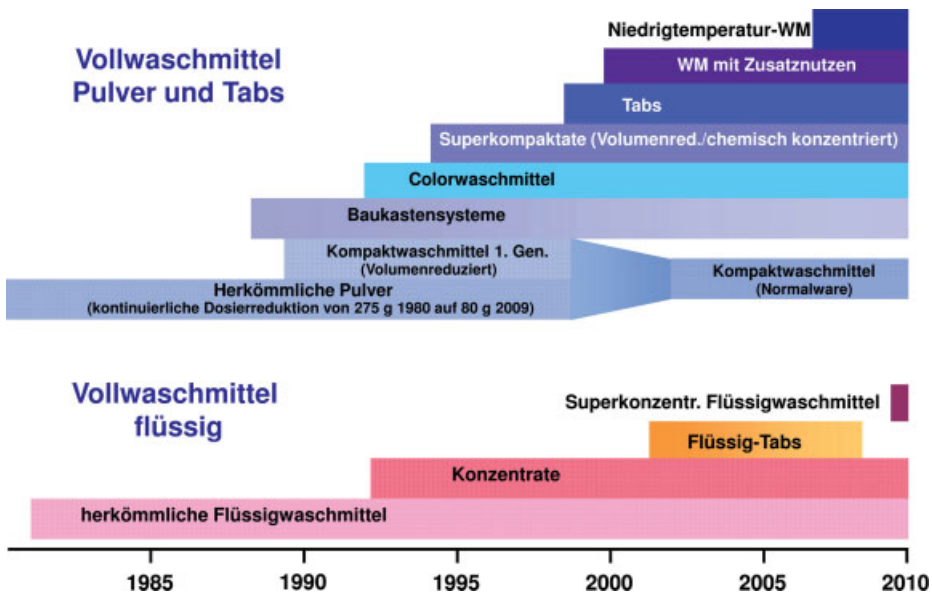 Vollwaschmittel
Pulver und Tabs
Niedrigtemperatur-WM
WM mit Zusatznutzen
Tabs
Superkompaktate (Volumenred./chemisch konzentriert)
Colorwaschmittel
Baukastensysteme
Kompaktwaschmittel 1. Gen.
(Volumenreduziert)
Herkömmliche Pulver
(kontinuierliche Dosierreduktion von 275 g 1980 auf 80 g 2009)
Kompaktwaschmittel
(Normalware)
Vollwaschmittel
flüssig
Superkonzentr. Flüssigwaschmittel
Flüssig-Tabs
Konzentrate
herkömmliche Flüssigwaschmittel
1985 1990 1995 2000 2005 2010